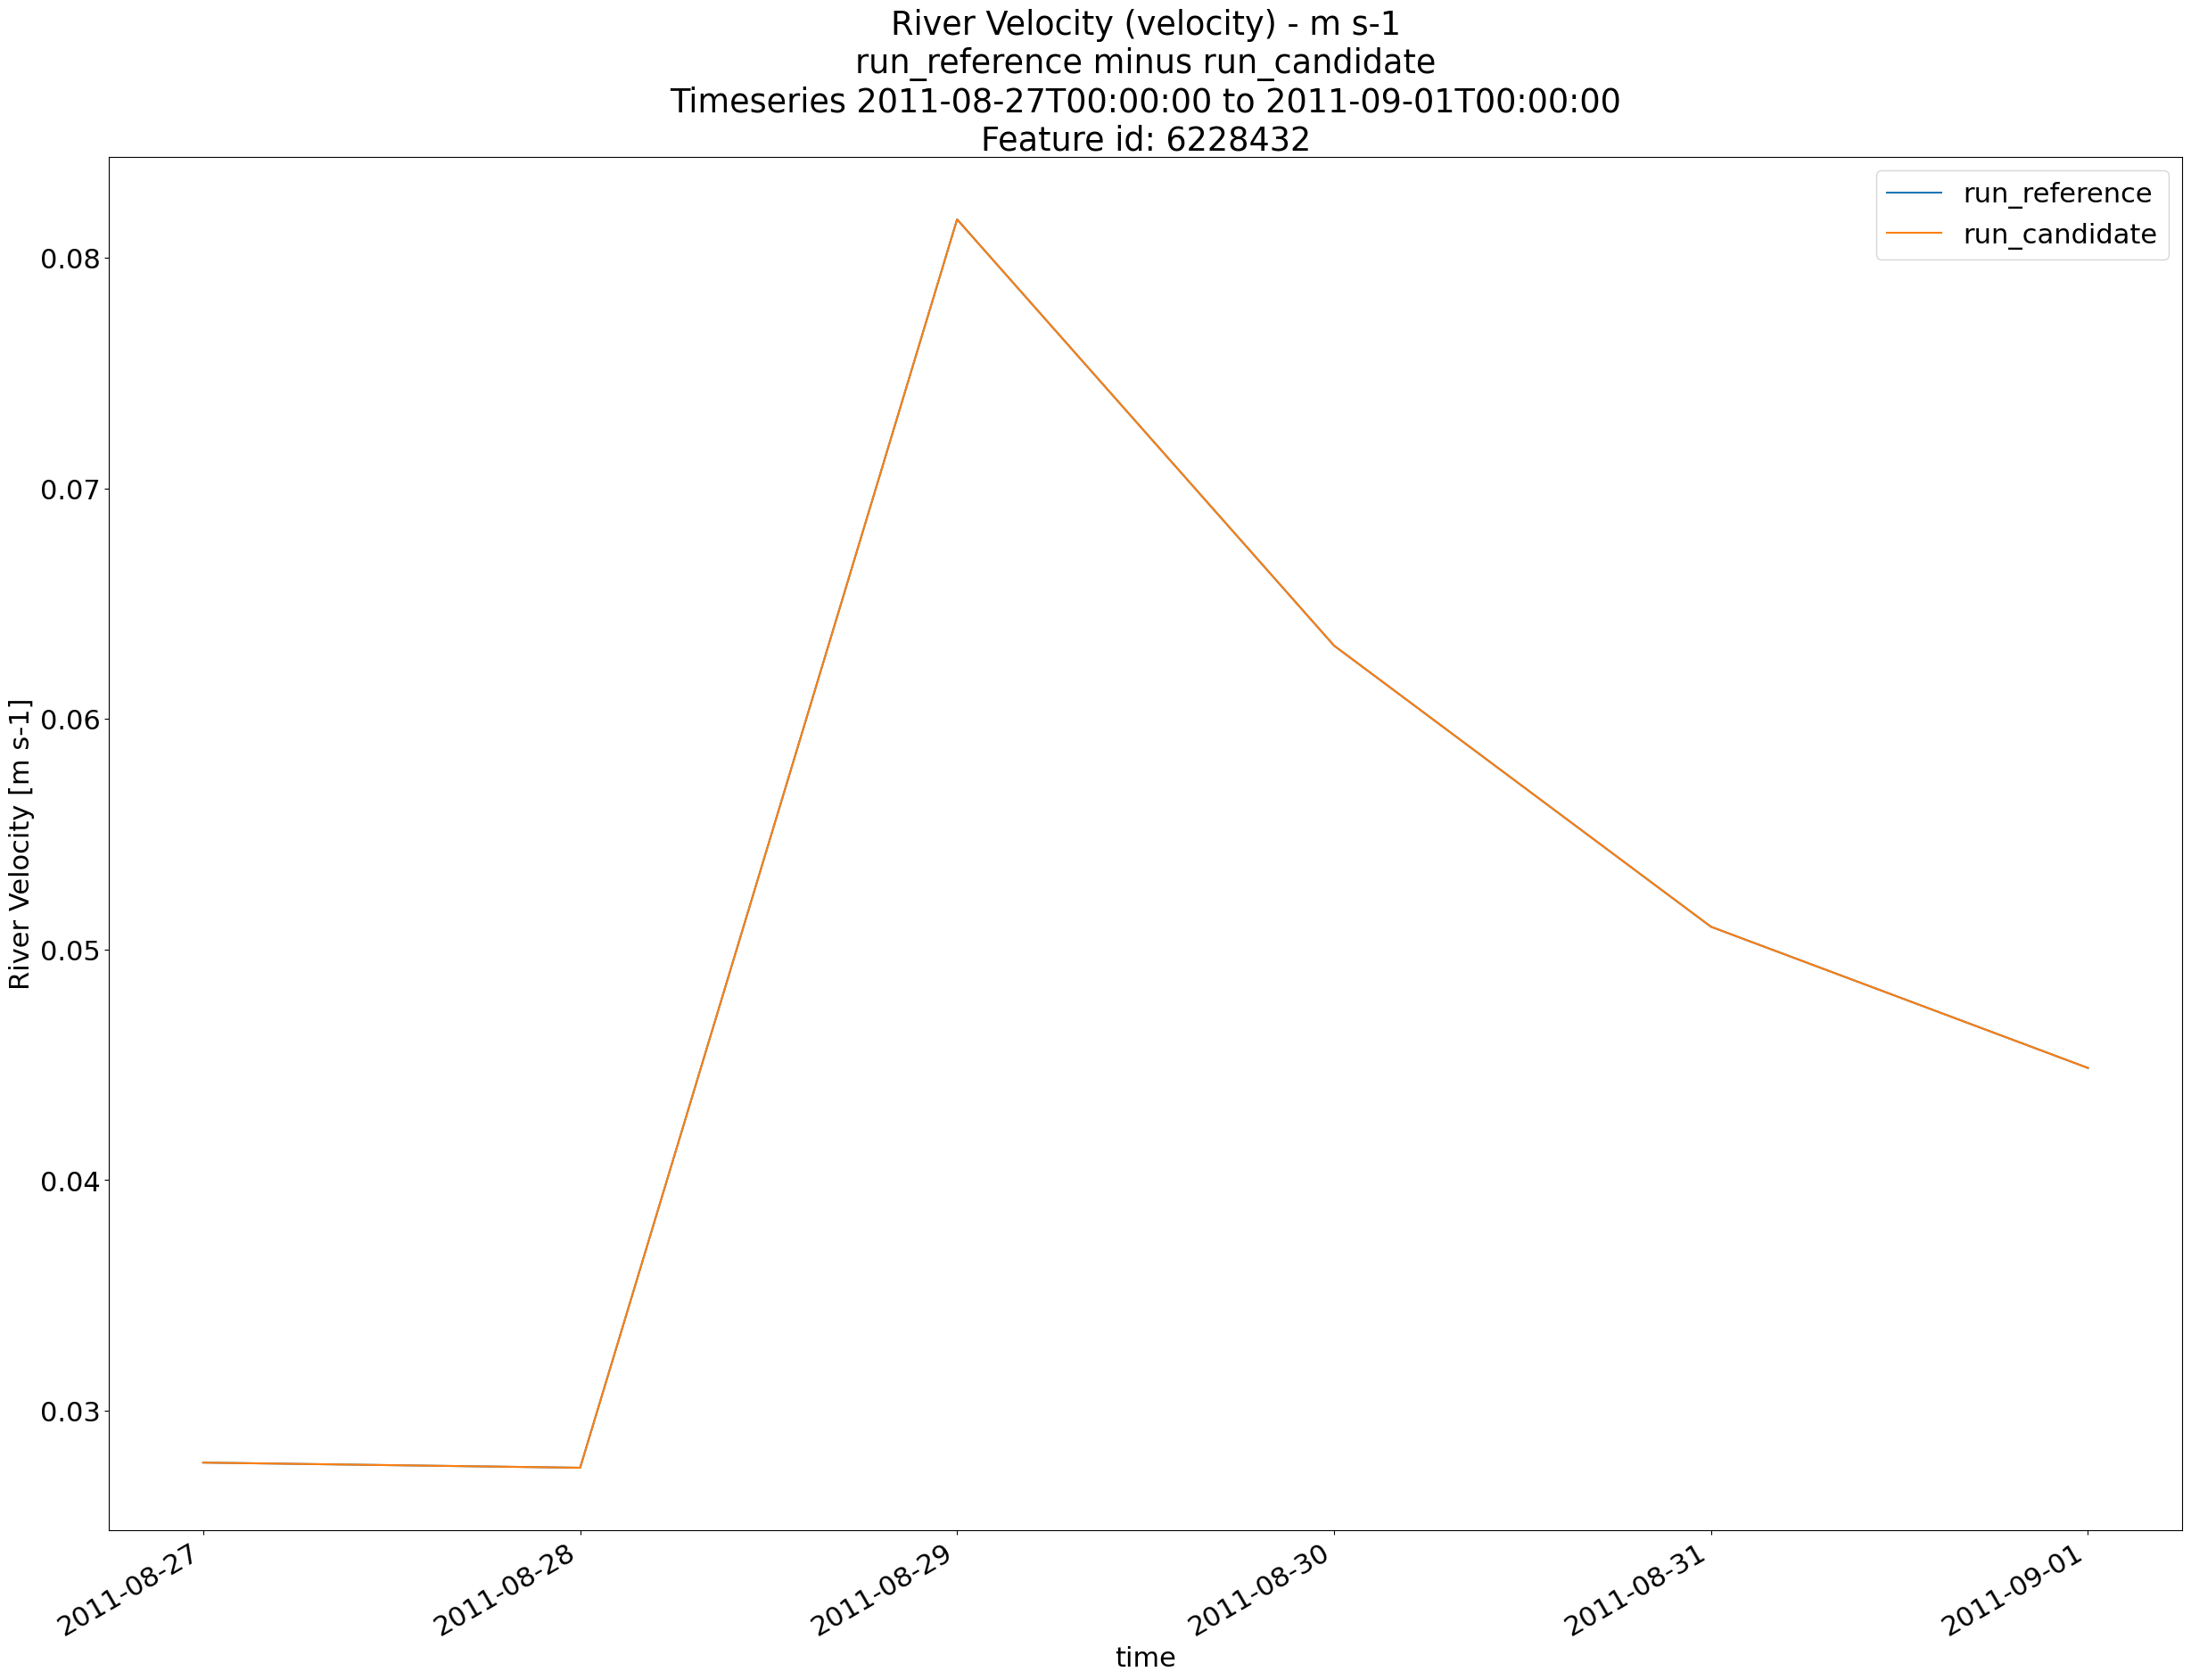 River Velocity (velocity) - m s-1
run_reference minus run_candidate
Timeseries 2011-08-27T00:00:00 to 2011-09-01T00:00:00
Feature id: 6228432
run_reference
run_candidate
River Velocity [m s-1]
0.08
0.07
0.06
0.05
0.04
0.03
2011-08-27
2011-08-28
2011-08-29
2011-08-30
2011-08-31
2011-09-01
time